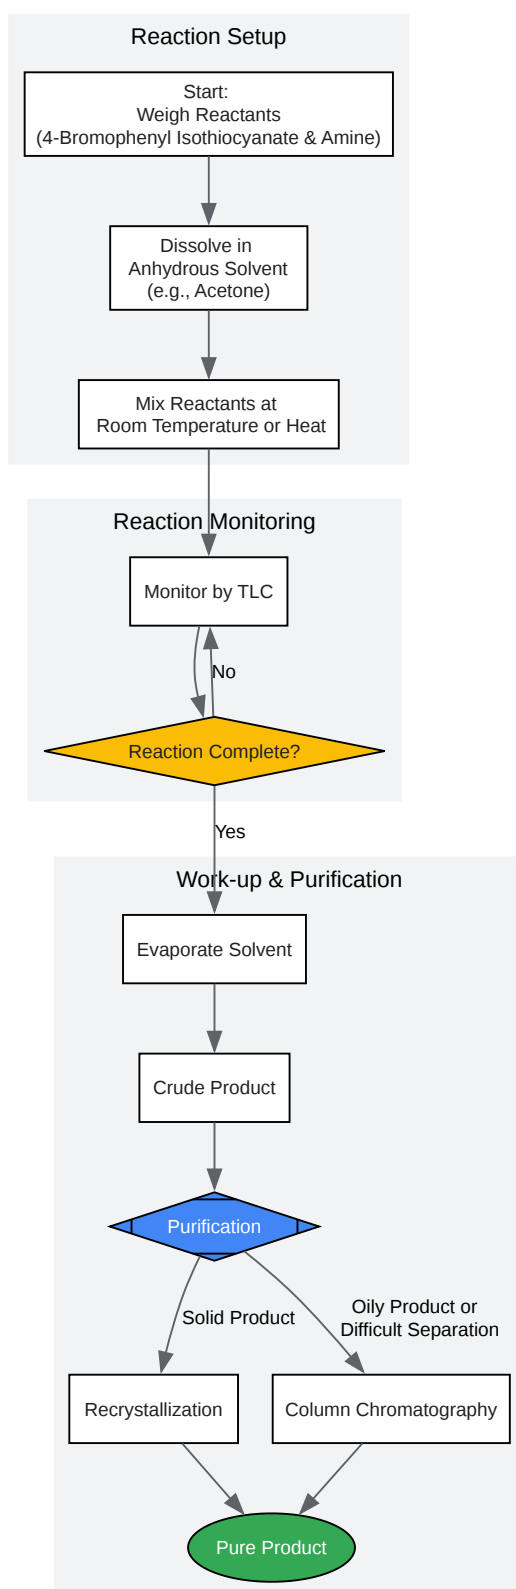 Reaction Setup
Start:
Weigh Reactants
(4-Bromophenyl Isothiocyanate & Amine)
Dissolve in
Anhydrous Solvent
(e.g., Acetone)
Mix Reactants at
Room Temperature or Heat
Reaction Monitoring
Monitor by TLC
No
Reaction Complete?
Yes
Work-up & Purification
Evaporate Solvent
Crude Product
Purification
Solid Product
Oily Product or
Difficult Separation
Recrystallization
Column Chromatography
Pure Product